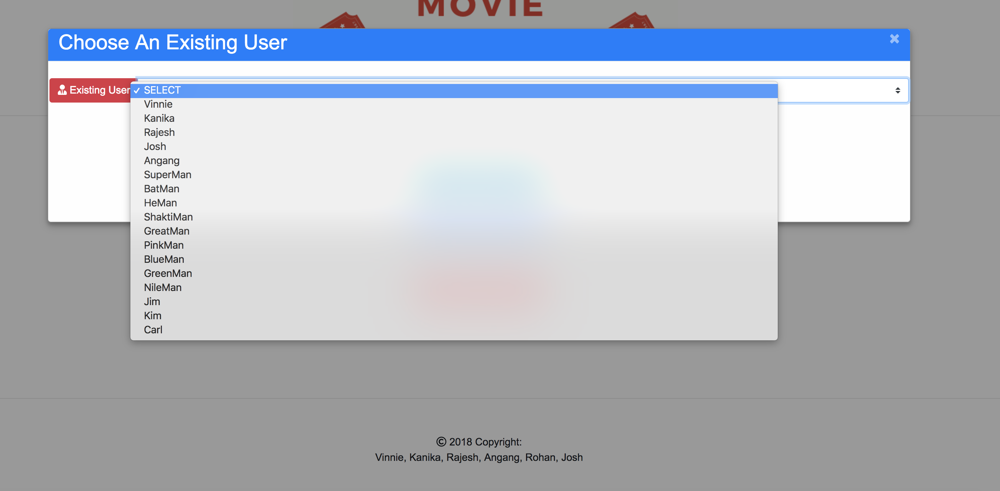 MOVIE
Choose An Existing User
Existing User
SELECT
Vinnie
Kanika
Rajesh
Josh
Angang
SuperMan
BatMan
HeMan
ShaktiMan
GreatMan
PinkMan
BlueMan
GreenMan
NileMan
Jim
Kim
Carl
© 2018 Copyright:
Vinnie, Kanika, Rajesh, Angang, Rohan, Josh